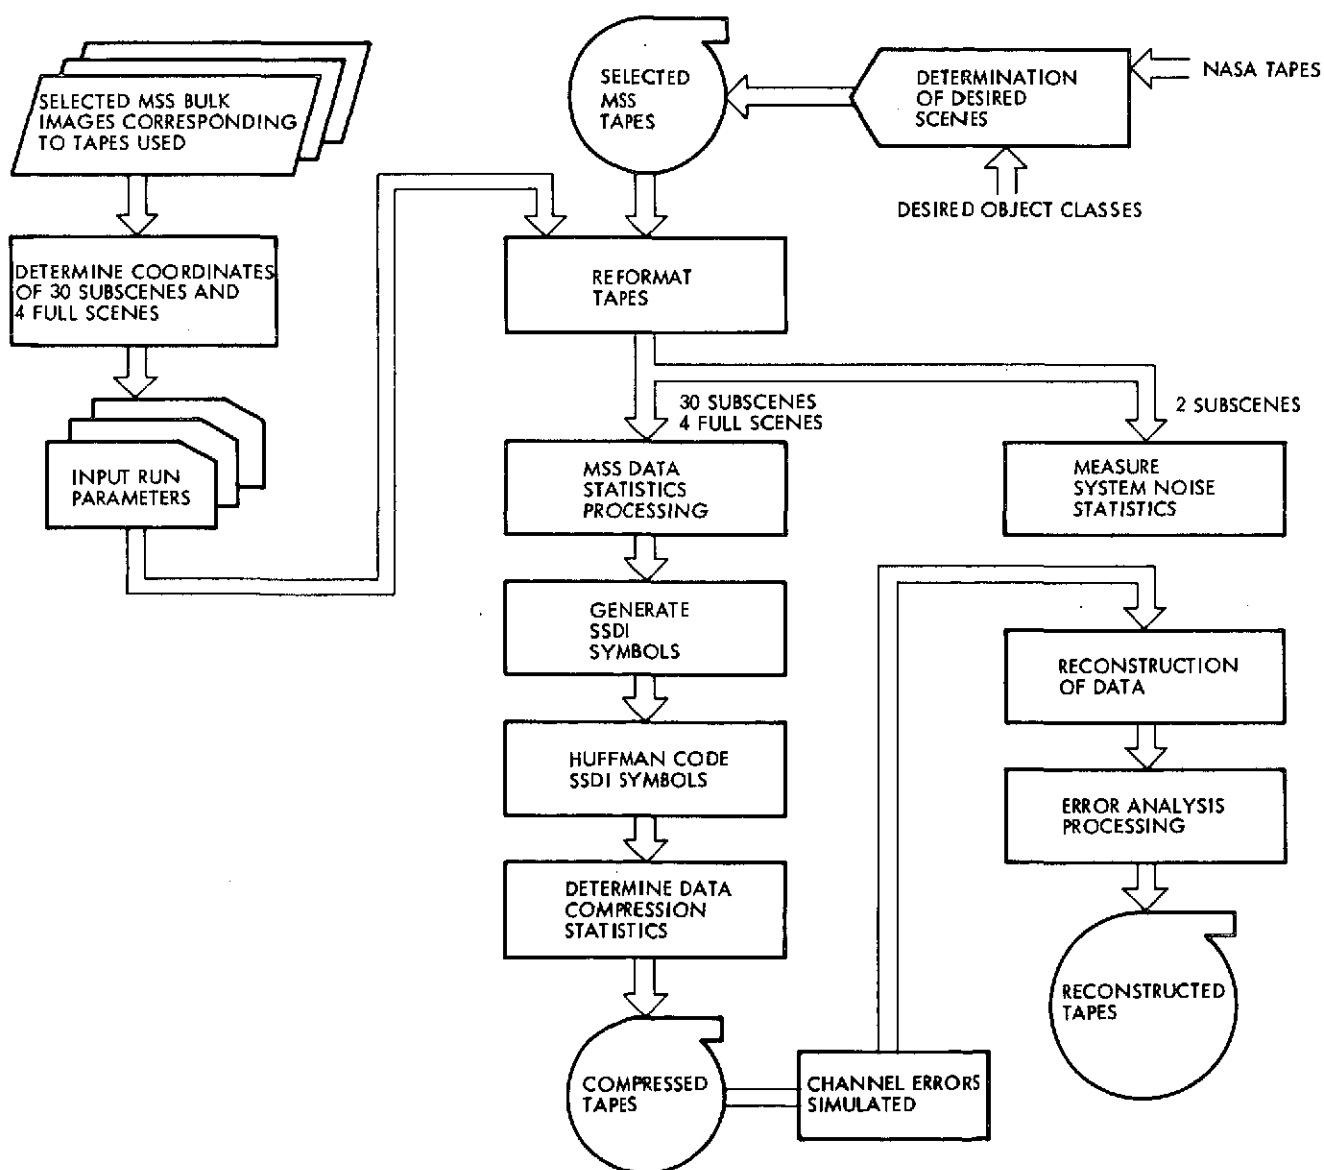 SELECTED MSS BULK
IMAGES CORRESPONDING
TO TAPES USED
SELECTED
MSS
TAPES
DETERMINATION
OF DESIRED
SCENES
NASA TAPES
DESIRED OBJECT CLASSES
DETERMINE COORDINATES
OF 30 SUBSCENES AND
4 FULL SCENES
REFORMAT
TAPES
INPUT RUN
PARAMETERS
30 SUBSCENES
4 FULL SCENES
2 SUBSCENES
MSS DATA
STATISTICS
PROCESSING
MEASURE
SYSTEM NOISE
STATISTICS
GENERATE
SSDI
SYMBOLS
HUFFMAN CODE
SSDI SYMBOLS
DETERMINE DATA
COMPRESSION
STATISTICS
COMPRESSED
TAPES
CHANNEL ERRORS
SIMULATED
RECONSTRUCTION
OF DATA
ERROR ANALYSIS
PROCESSING
RECONSTRUCTED
TAPES